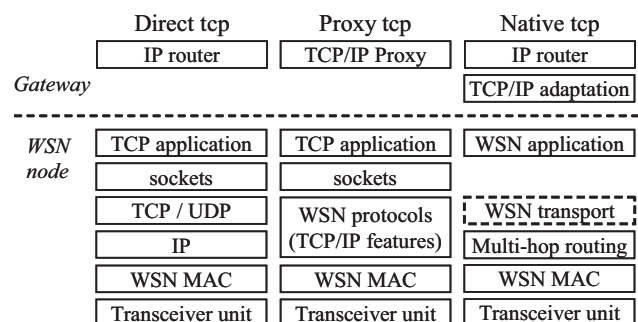 Direct tcp Proxy tcp Native tcp
IP router TCP/IP Proxy IP router
Gateway TCP/IP adaptation
WSN node
TCP application TCP application WSN application
sockets sockets
TCP / UDP WSN protocols (TCP/IP features) WSN transport
IP Multi-hop routing
WSN MAC WSN MAC WSN MAC
Transceiver unit Transceiver unit Transceiver unit